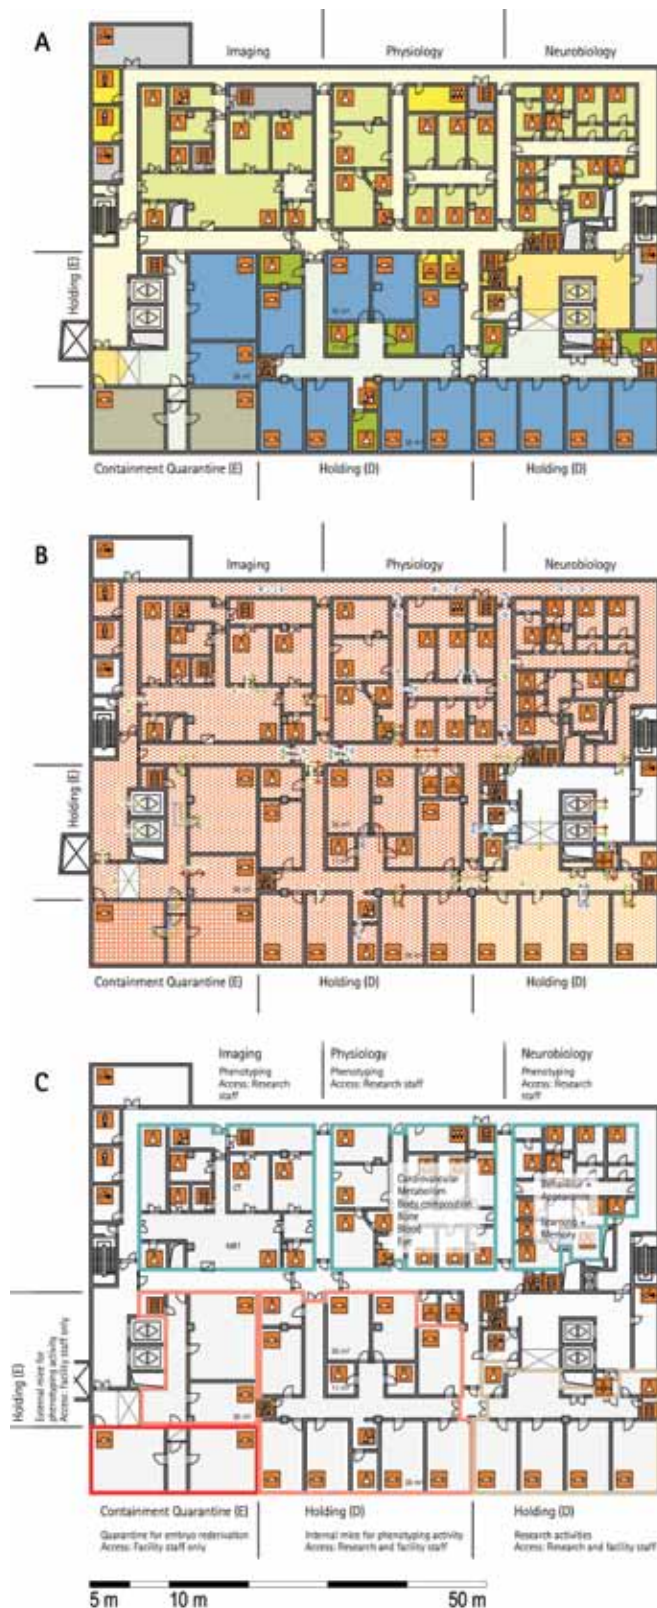 A
Imaging
Physiology
Neurobiology
Holding (E)
Containment Quarantine (E)
Holding (D)
Holding (D)
B
Imaging
Physiology
Neurobiology
Holding (E)
Containment Quarantine (E)
Holding (D)
Holding (D)
C
Imaging
Phenotyping
Access: Research
staff
Physiology
Phenotyping
Access: Research staff
Neurobiology
Phenotyping
Access: Research
staff
CT
MRT
Cardiovascular
Metabolism
Body composition
Bone
Blood
Eye
Behaviour +
Appearance
Learning +
Memory
Holding (E)
External mice for
phenotyping activity
Access: Facility staff only
Containment Quarantine (E)
Quarantine for embryo rederivation
Access: Facility staff only
Holding (D)
Internal mice for phenotyping activity
Access: Research and facility staff
Holding (D)
Research activities
Access: Research and facility staff
5 m
10 m
50 m